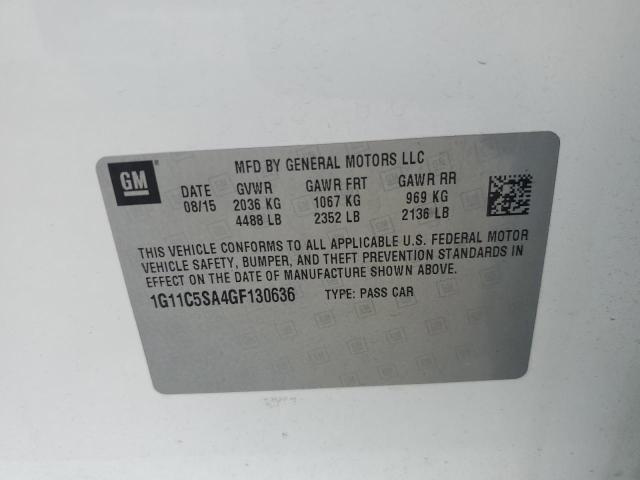 GM
MFD BY GENERAL MOTORS LLC
DATE GVWR GAWR FRT GAWR RR
08/15 2036 KG 1067 KG 969 KG
4488 LB 2352 LB 2136 LB
THIS VEHICLE CONFORMS TO ALL APPLICABLE U.S. FEDERAL MOTOR
VEHICLE SAFETY, BUMPER, AND THEFT PREVENTION STANDARDS IN
EFFECT ON THE DATE OF MANUFACTURE SHOWN ABOVE.
1G11C5SA4GF130636 TYPE: PASS CAR